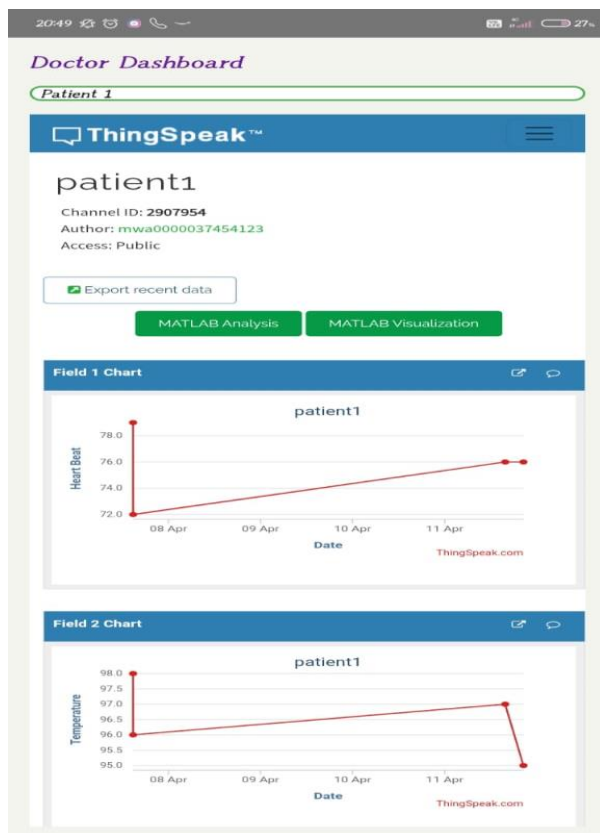 20:49 27%
Doctor Dashboard
Patient 1
ThingSpeak™
patient1
Channel ID: 2907954
Author: mwa0000037454123
Access: Public
Export recent data
MATLAB Analysis MATLAB Visualization
Field 1 Chart
patient1
Heart Beat
78.0
76.0
74.0
72.0
08 Apr 09 Apr 10 Apr 11 Apr
Date
ThingSpeak.com
Field 2 Chart
patient1
Temperature
98.0
97.5
97.0
96.5
96.0
95.5
95.0
08 Apr 09 Apr 10 Apr 11 Apr
Date
ThingSpeak.com